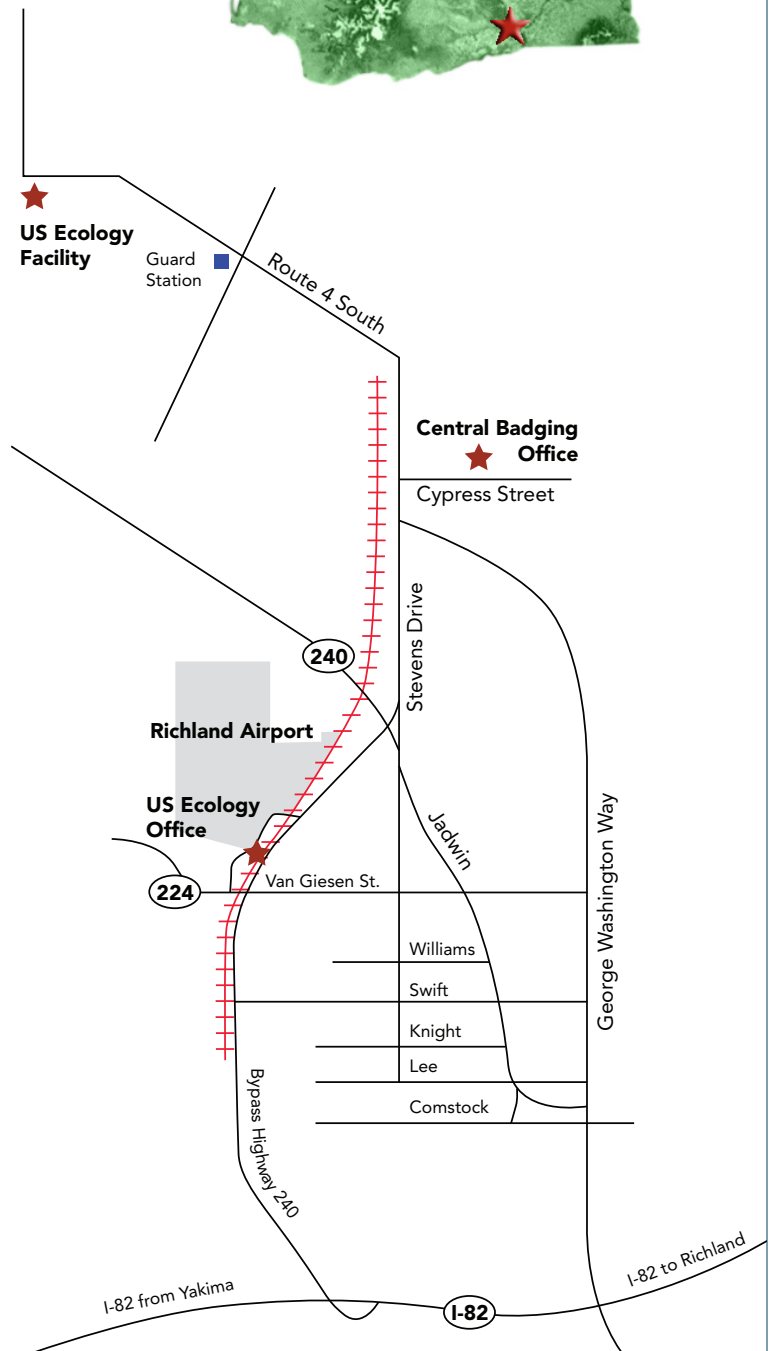 US Ecology
Facility
Guard
Station
Route 4 South
Central Badging
Office
Cypress Street
Stevens Drive
240
Richland Airport
US Ecology
Office
Jadwin
Van Giesen St.
224
George Washington Way
Williams
Swift
Knight
Lee
Comstock
Bypass Highway 240
I-82 to Richland
I-82 from Yakima
I-82